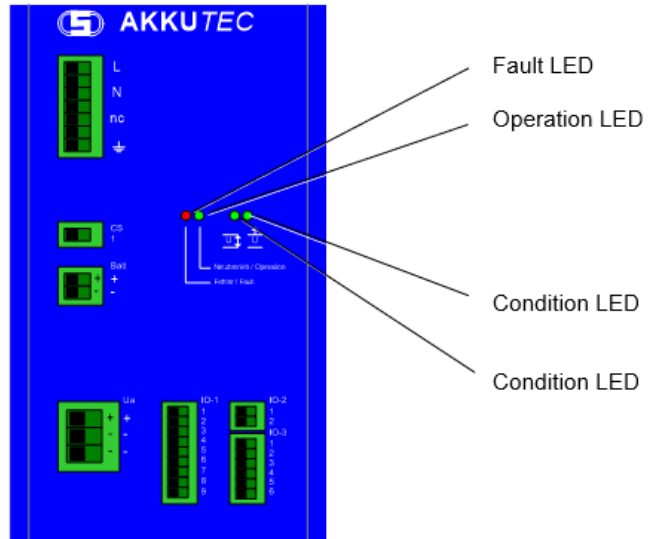 AKKUTEC
L
N
nc
CS
1
Batt
+
-
Netzbetrieb / Operation
Fehler / Fault
Ua
+
-
-
IO-1
1
2
3
4
5
6
7
8
9
IO-2
1
2
IO-3
1
2
3
4
5
6
Fault LED
Operation LED
Condition LED
Condition LED